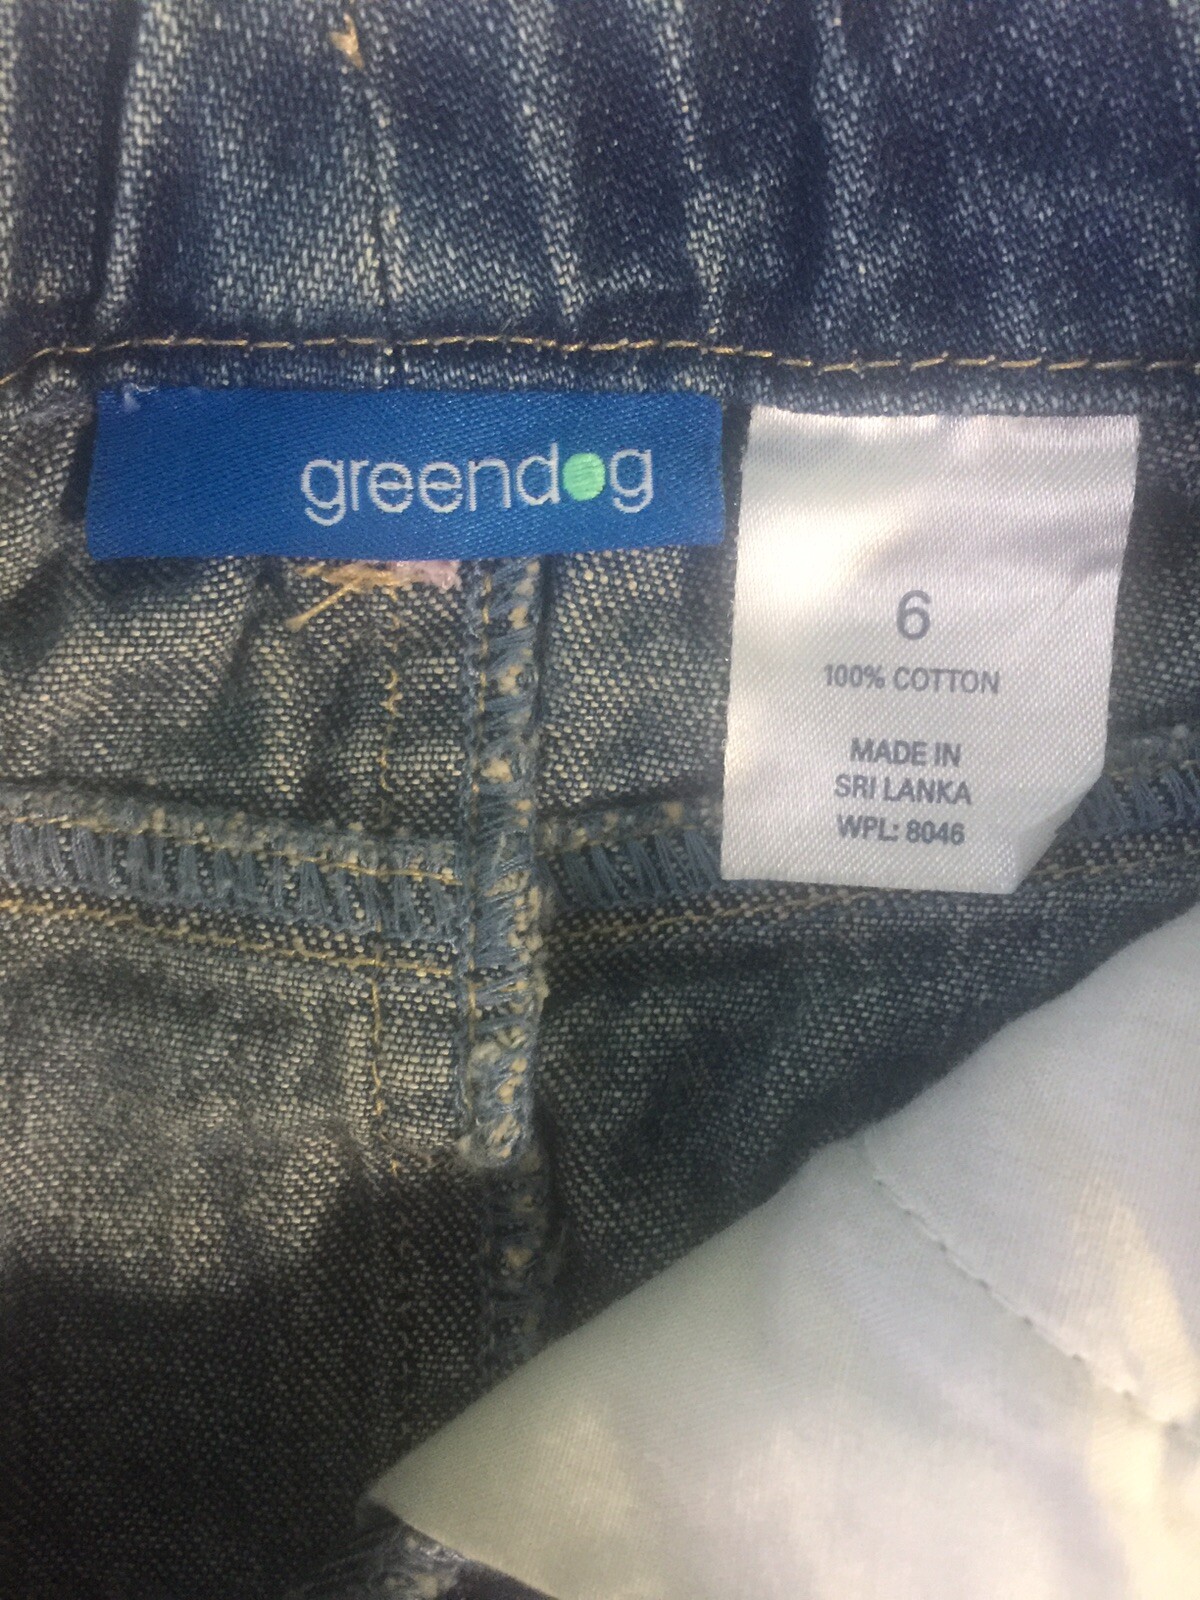 greendog
6
100% COTTON
MADE IN
SRI LANKA
WPL: 8046